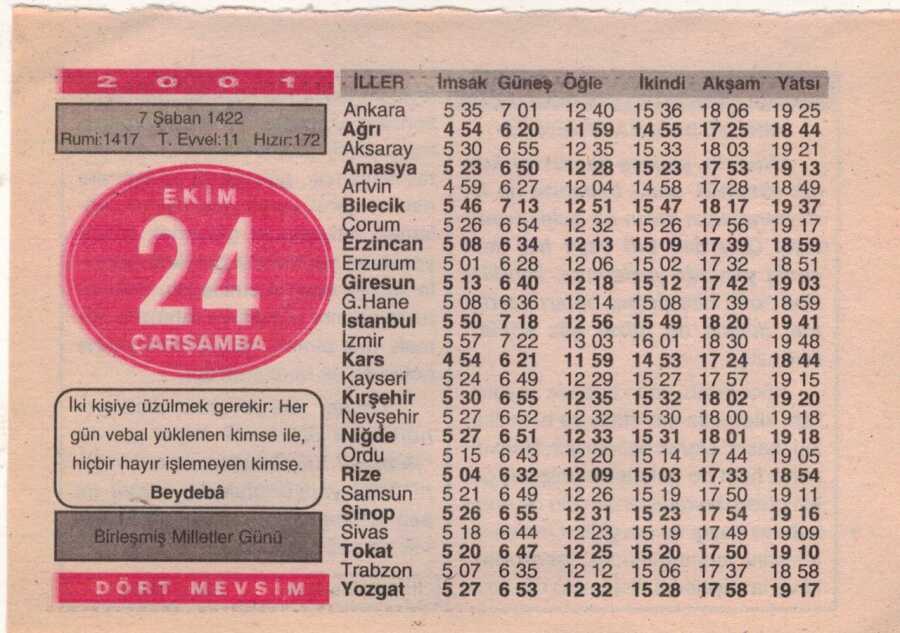 2001
7 Şaban 1422
Rumi:1417 T. Evvel:11 Hızır:172
EKİM
24
ÇARŞAMBA
İki kişiye üzülmek gerekir: Her
gün vebal yüklenen kimse ile,
hiçbir hayır işlemeyen kimse.
Beydebâ
Birleşmiş Milletler Günü
DÖRT MEVSİM
İLLER İmsak Güneş Öğle İkindi Akşam Yatsı
Ankara 5 35 7 01 12 40 15 36 18 06 19 25
Ağrı 4 54 6 20 11 59 14 55 17 25 18 44
Aksaray 5 30 6 55 12 35 15 33 18 03 19 21
Amasya 5 23 6 50 12 28 15 23 17 53 19 13
Artvin 4 59 6 27 12 04 14 58 17 28 18 49
Bilecik 5 46 7 13 12 51 15 47 18 17 19 37
Çorum 5 26 6 54 12 32 15 26 17 56 19 17
Erzincan 5 08 6 34 12 13 15 09 17 39 18 59
Erzurum 5 01 6 28 12 06 15 02 17 32 18 51
Giresun 5 13 6 40 12 18 15 12 17 42 19 03
G.Hane 5 08 6 36 12 14 15 08 17 39 18 59
İstanbul 5 50 7 18 12 56 15 49 18 20 19 41
İzmir 5 57 7 22 13 03 16 01 18 30 19 48
Kars 4 54 6 21 11 59 14 53 17 24 18 44
Kayseri 5 24 6 49 12 29 15 27 17 57 19 15
Kırşehir 5 30 6 55 12 35 15 32 18 02 19 20
Nevşehir 5 27 6 52 12 32 15 30 18 00 19 18
Niğde 5 27 6 51 12 33 15 31 18 01 19 18
Ordu 5 15 6 43 12 20 15 14 17 44 19 05
Rize 5 04 6 32 12 09 15 03 17 33 18 54
Samsun 5 21 6 49 12 26 15 19 17 50 19 11
Sinop 5 26 6 55 12 31 15 23 17 54 19 16
Sivas 5 18 6 44 12 23 15 19 17 49 19 09
Tokat 5 20 6 47 12 25 15 20 17 50 19 10
Trabzon 5 07 6 35 12 12 15 06 17 37 18 58
Yozgat 5 27 6 53 12 32 15 28 17 58 19 17